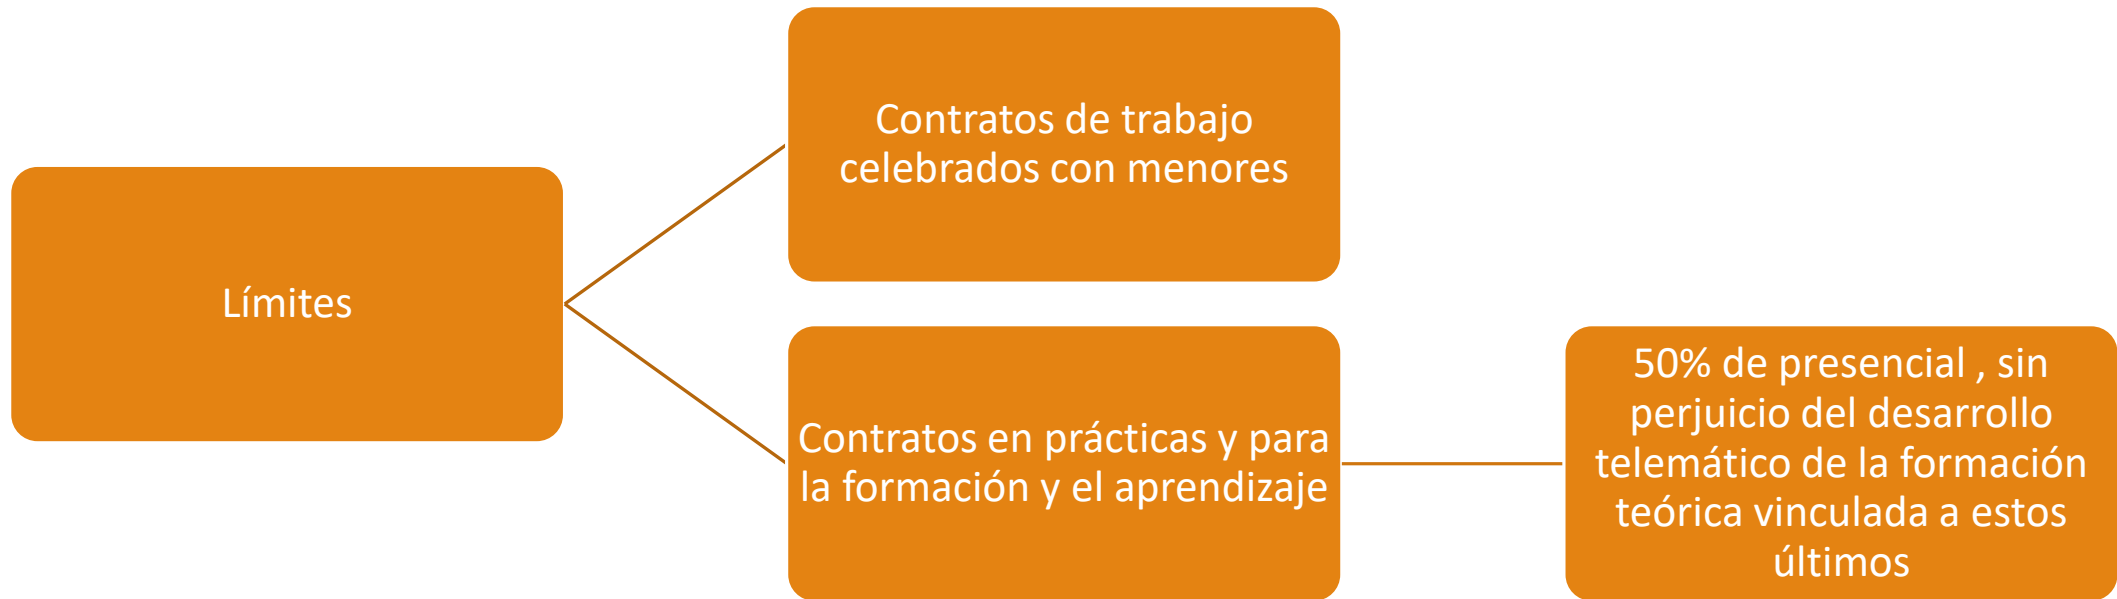 Límites
Contratos de trabajo
celebrados con menores
Contratos en prácticas y para
la formación y el aprendizaje
50% de presencial , sin
perjuicio del desarrollo
telemático de la formación
teórica vinculada a estos
últimos